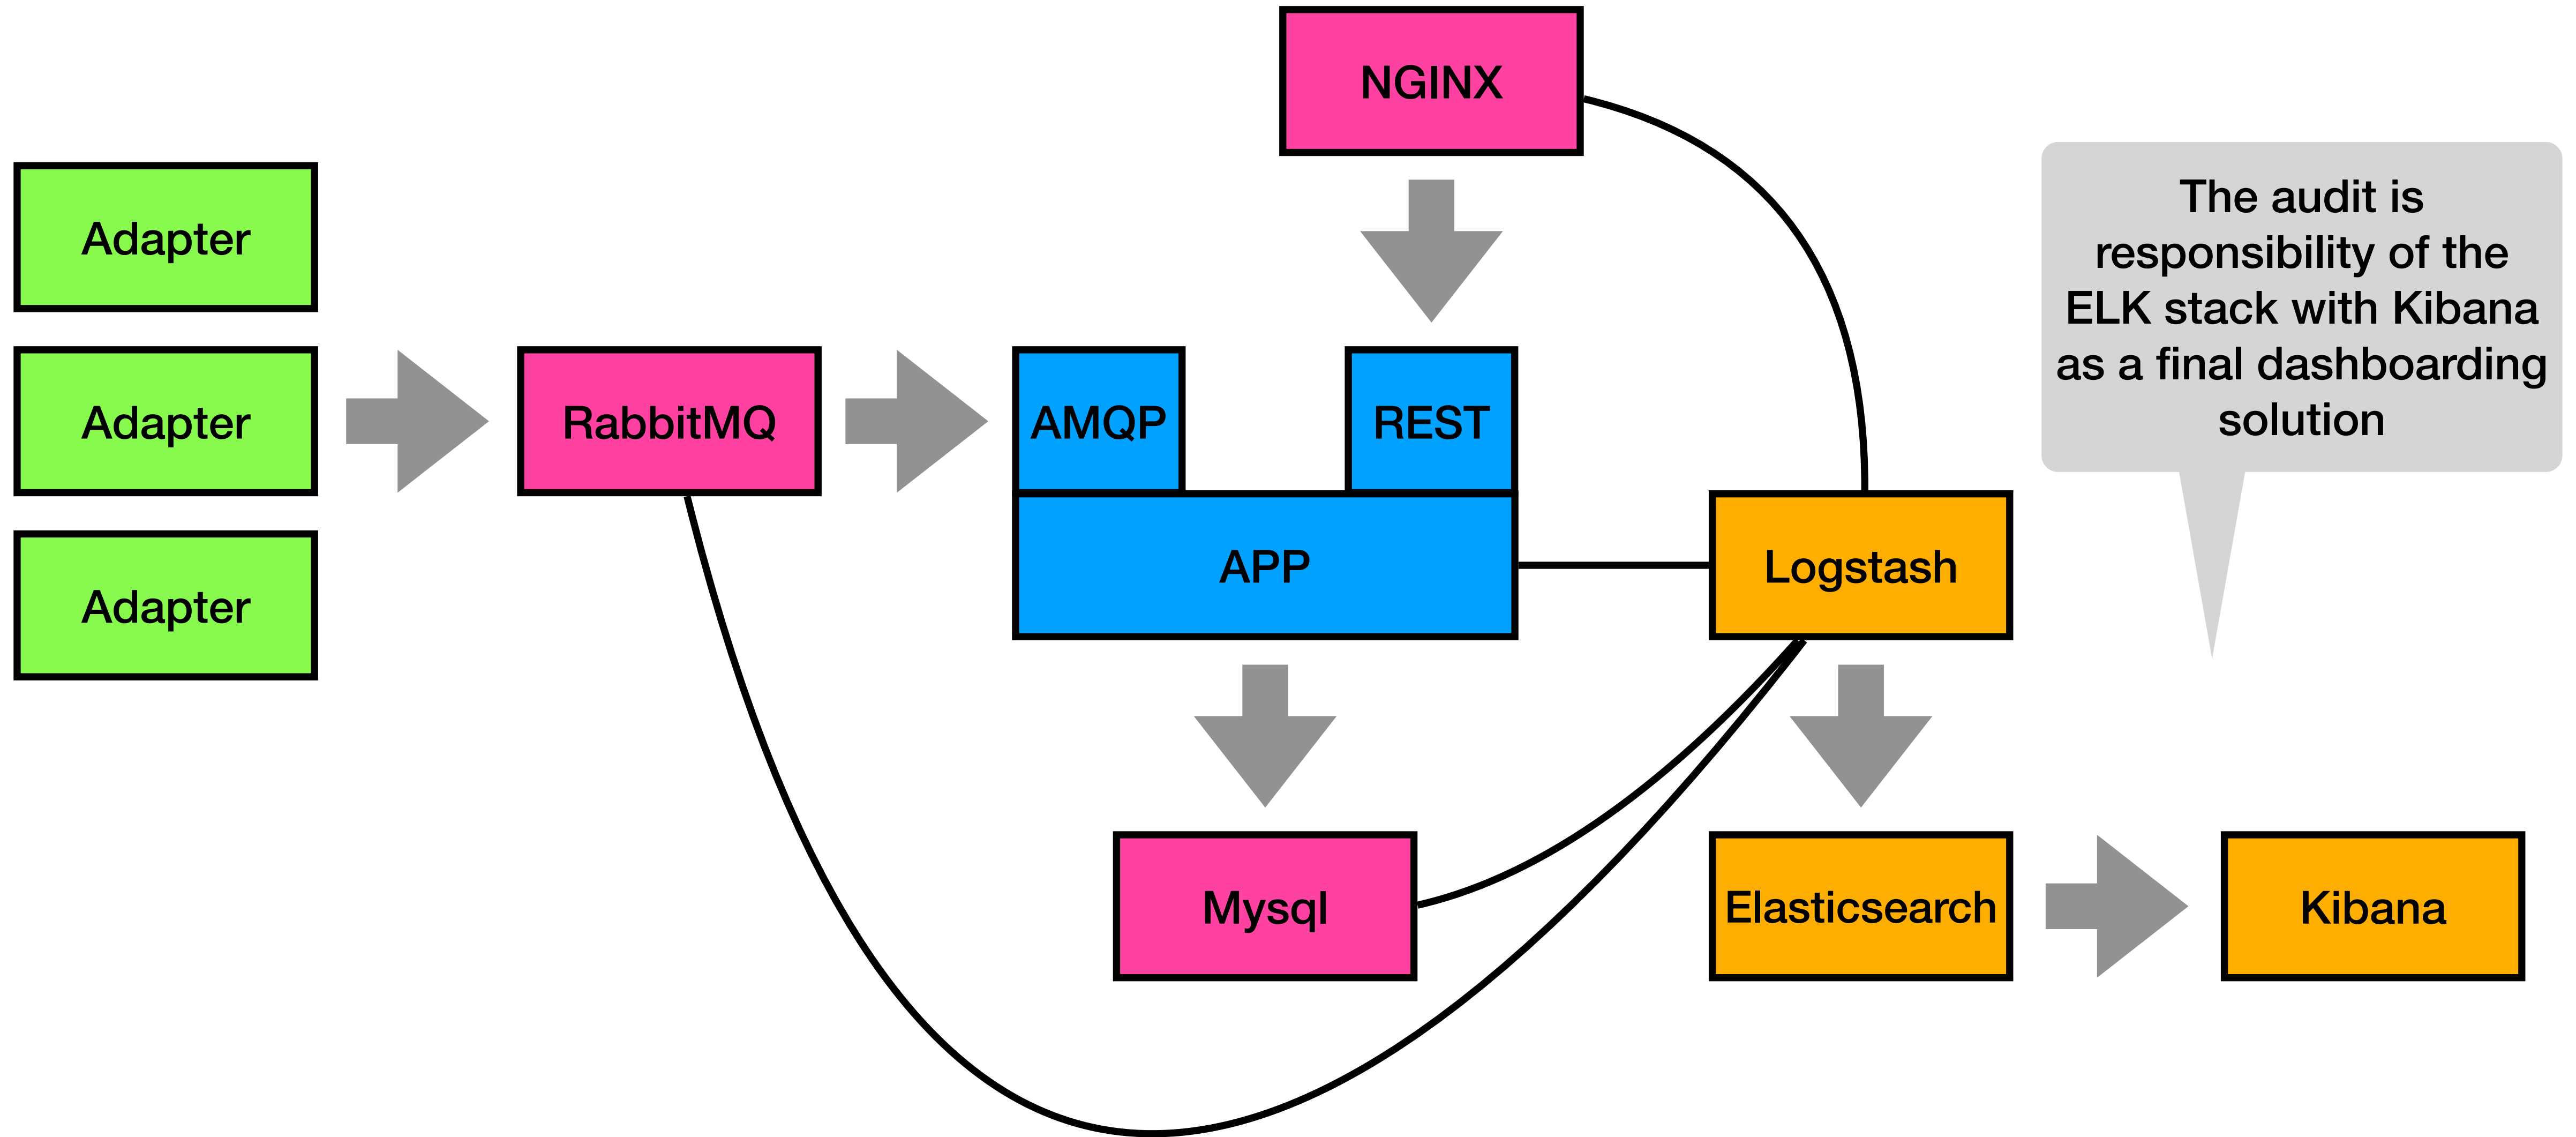 NGINX
The audit is
responsibility of the
ELK stack with Kibana
as a final dashboarding
solution
Adapter
Adapter
RabbitMQ
AMQP
REST
Adapter
APP
Logstash
Mysql
Elasticsearch
Kibana